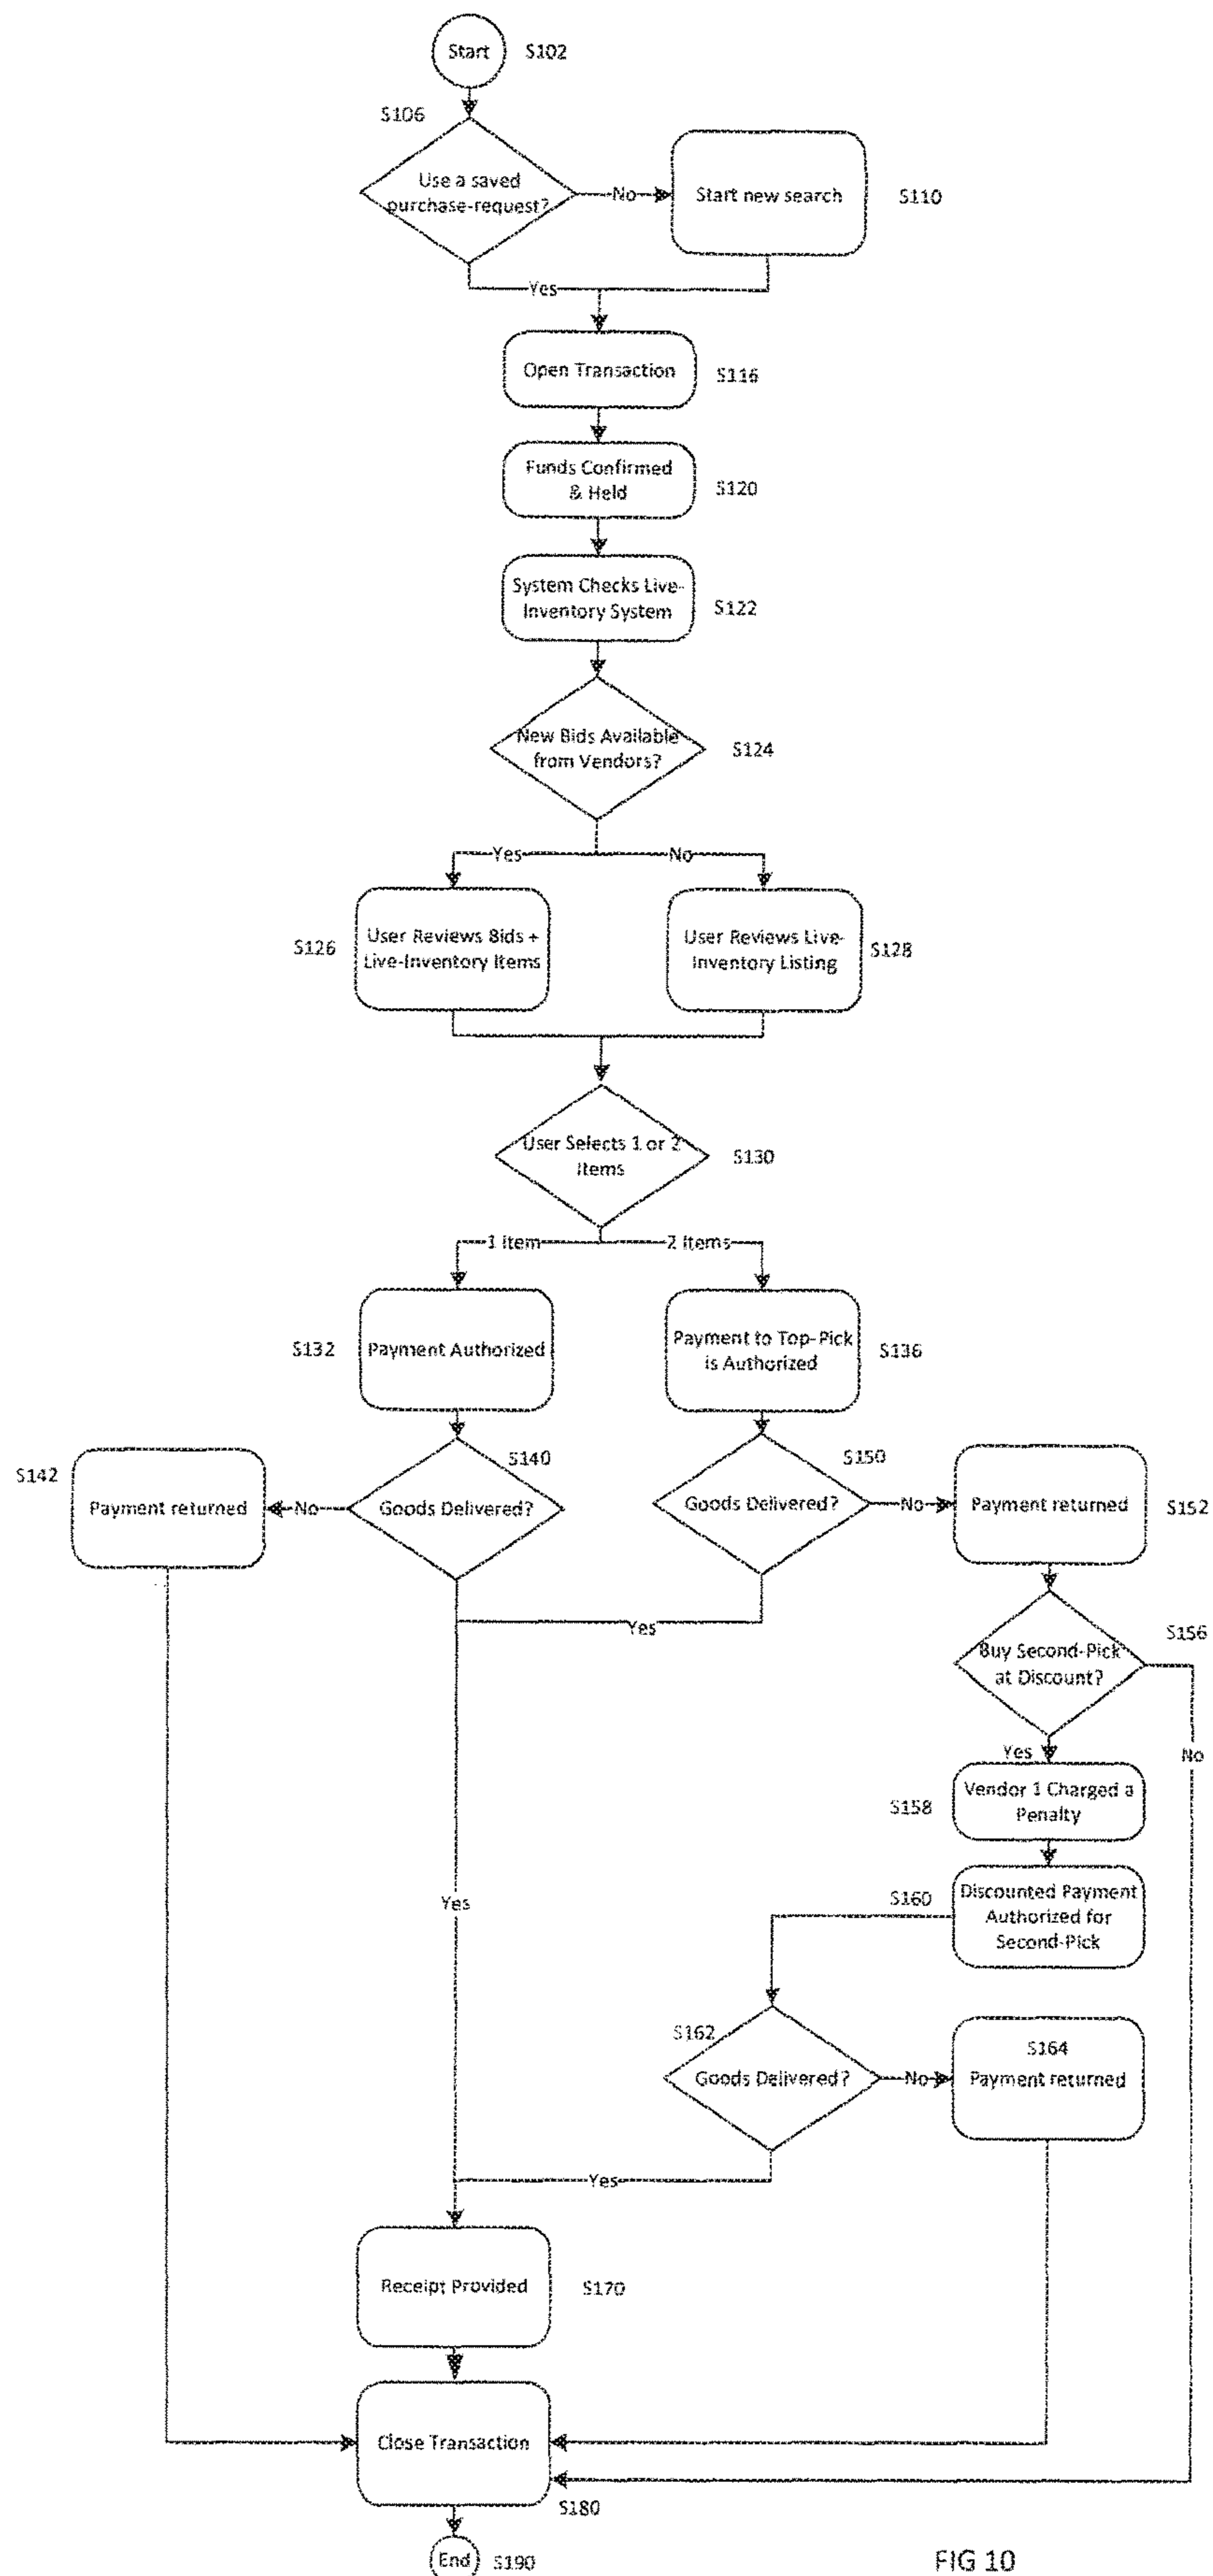 Start
S102
S106
Use a saved
purchase-request?
No
Start new search
S110
Yes
Open Transaction
S116
Funds Confirmed
& Held
S120
System Checks Live-
Inventory System
S122
New Bids Available
from Vendors?
S124
Yes
No
S126
User Reviews Bids +
Live-Inventory Items
User Reviews Live-
Inventory Listing
S128
User Selects 1 or 2
Items
S130
1 Item
2 Items
S132
Payment Authorized
Payment to Top-Pick
is Authorized
S136
S142
Payment returned
No
S140
Goods Delivered?
S150
Goods Delivered?
No
Payment returned
S152
Yes
S156
Buy Second-Pick
at Discount?
Yes
No
S158
Vendor 1 Charged a
Penalty
Yes
S160
Discounted Payment
Authorized for
Second-Pick
S162
Goods Delivered?
No
S164
Payment returned
Yes
Receipt Provided
S170
Close Transaction
S180
End
S190
FIG 10